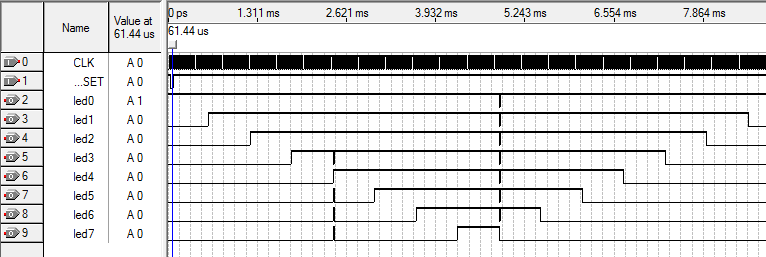 Name
Value at
61.44 us
0 ps
1.311 ms
2.621 ms
3.932 ms
5.243 ms
6.554 ms
7.864 ms
61.44 us
0 CLK A 0
1 ...SET A 0
2 led0 A 1
3 led1 A 0
4 led2 A 0
5 led3 A 0
6 led4 A 0
7 led5 A 0
8 led6 A 0
9 led7 A 0